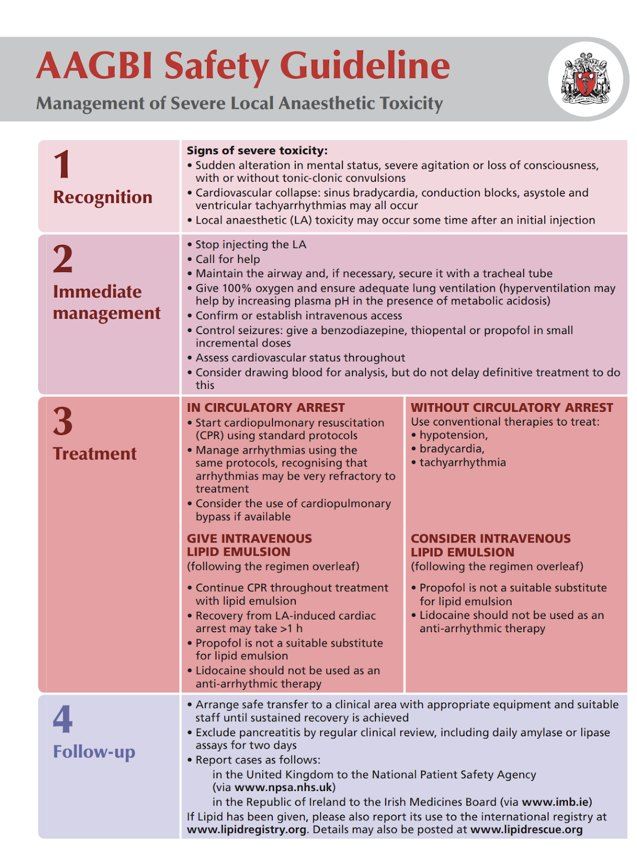 AAGBI Safety Guideline
Management of Severe Local Anaesthetic Toxicity
1
Recognition
Signs of severe toxicity:
• Sudden alteration in mental status, severe agitation or loss of consciousness,
with or without tonic-clonic convulsions
• Cardiovascular collapse: sinus bradycardia, conduction blocks, asystole and
ventricular tachyarrhythmias may all occur
• Local anaesthetic (LA) toxicity may occur some time after an initial injection
2
Immediate
management
• Stop injecting the LA
• Call for help
• Maintain the airway and, if necessary, secure it with a tracheal tube
• Give 100% oxygen and ensure adequate lung ventilation (hyperventilation may
help by increasing plasma pH in the presence of metabolic acidosis)
• Confirm or establish intravenous access
• Control seizures: give a benzodiazepine, thiopental or propofol in small
incremental doses
• Assess cardiovascular status throughout
• Consider drawing blood for analysis, but do not delay definitive treatment to do
this
3
Treatment
IN CIRCULATORY ARREST
• Start cardiopulmonary resuscitation
(CPR) using standard protocols
• Manage arrhythmias using the
same protocols, recognising that
arrhythmias may be very refractory to
treatment
• Consider the use of cardiopulmonary
bypass if available
GIVE INTRAVENOUS
LIPID EMULSION
(following the regimen overleaf)
• Continue CPR throughout treatment
with lipid emulsion
• Recovery from LA-induced cardiac
arrest may take >1 h
• Propofol is not a suitable substitute
for lipid emulsion
• Lidocaine should not be used as an
anti-arrhythmic therapy
WITHOUT CIRCULATORY ARREST
Use conventional therapies to treat:
• hypotension,
• bradycardia,
• tachyarrhythmia
CONSIDER INTRAVENOUS
LIPID EMULSION
(following the regimen overleaf)
• Propofol is not a suitable substitute
for lipid emulsion
• Lidocaine should not be used as an
anti-arrhythmic therapy
4
Follow-up
• Arrange safe transfer to a clinical area with appropriate equipment and suitable
staff until sustained recovery is achieved
• Exclude pancreatitis by regular clinical review, including daily amylase or lipase
assays for two days
• Report cases as follows:
in the United Kingdom to the National Patient Safety Agency
(via www.npsa.nhs.uk)
in the Republic of Ireland to the Irish Medicines Board (via www.imb.ie)
If Lipid has been given, please also report its use to the international registry at
www.lipidregistry.org. Details may also be posted at www.lipidrescue.org